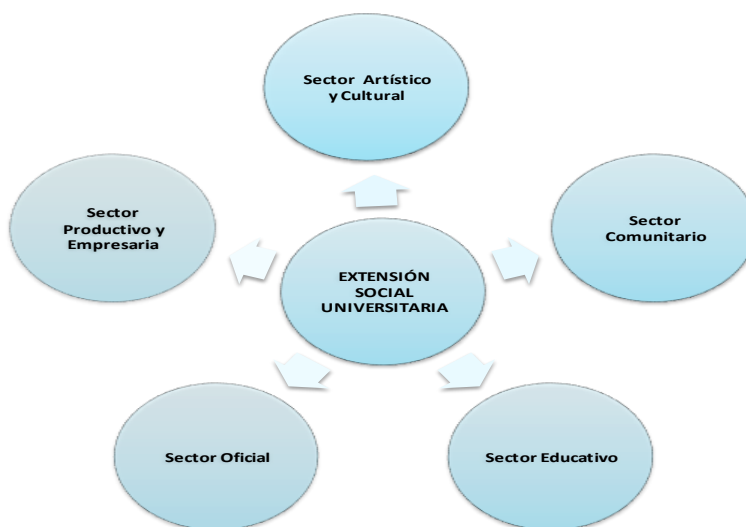 Sector Artístico
y Cultural
Sector
Productivo y
Empresaria
Sector
Comunitario
EXTENSIÓN
SOCIAL
UNIVERSITARIA
Sector Oficial
Sector Educativo